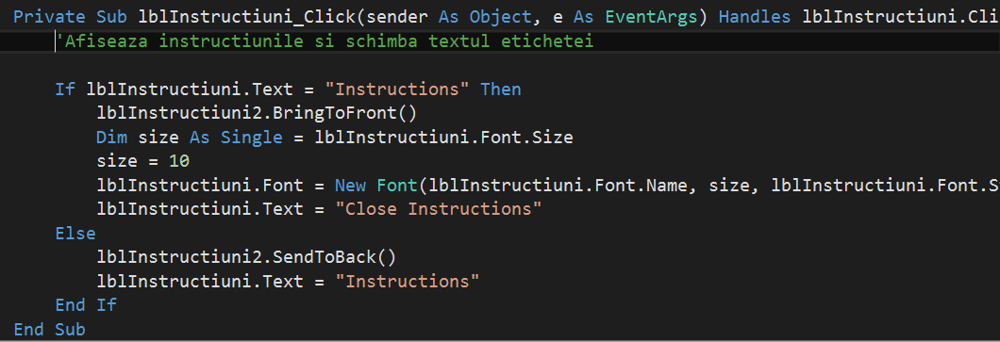 Private Sub lblInstructiuni_Click(sender As Object, e As EventArgs) Handles lblInstructiuni.Cli
'Afiseaza instructiunile si schimba textul etichetei
If lblInstructiuni.Text = "Instructions" Then
lblInstructiuni2.BringToFront()
Dim size As Single = lblInstructiuni.Font.Size
size = 10
lblInstructiuni.Font = New Font(lblInstructiuni.Font.Name, size, lblInstructiuni.Font.S
lblInstructiuni.Text = "Close Instructions"
Else
lblInstructiuni2.SendToBack()
lblInstructiuni.Text = "Instructions"
End If
End Sub